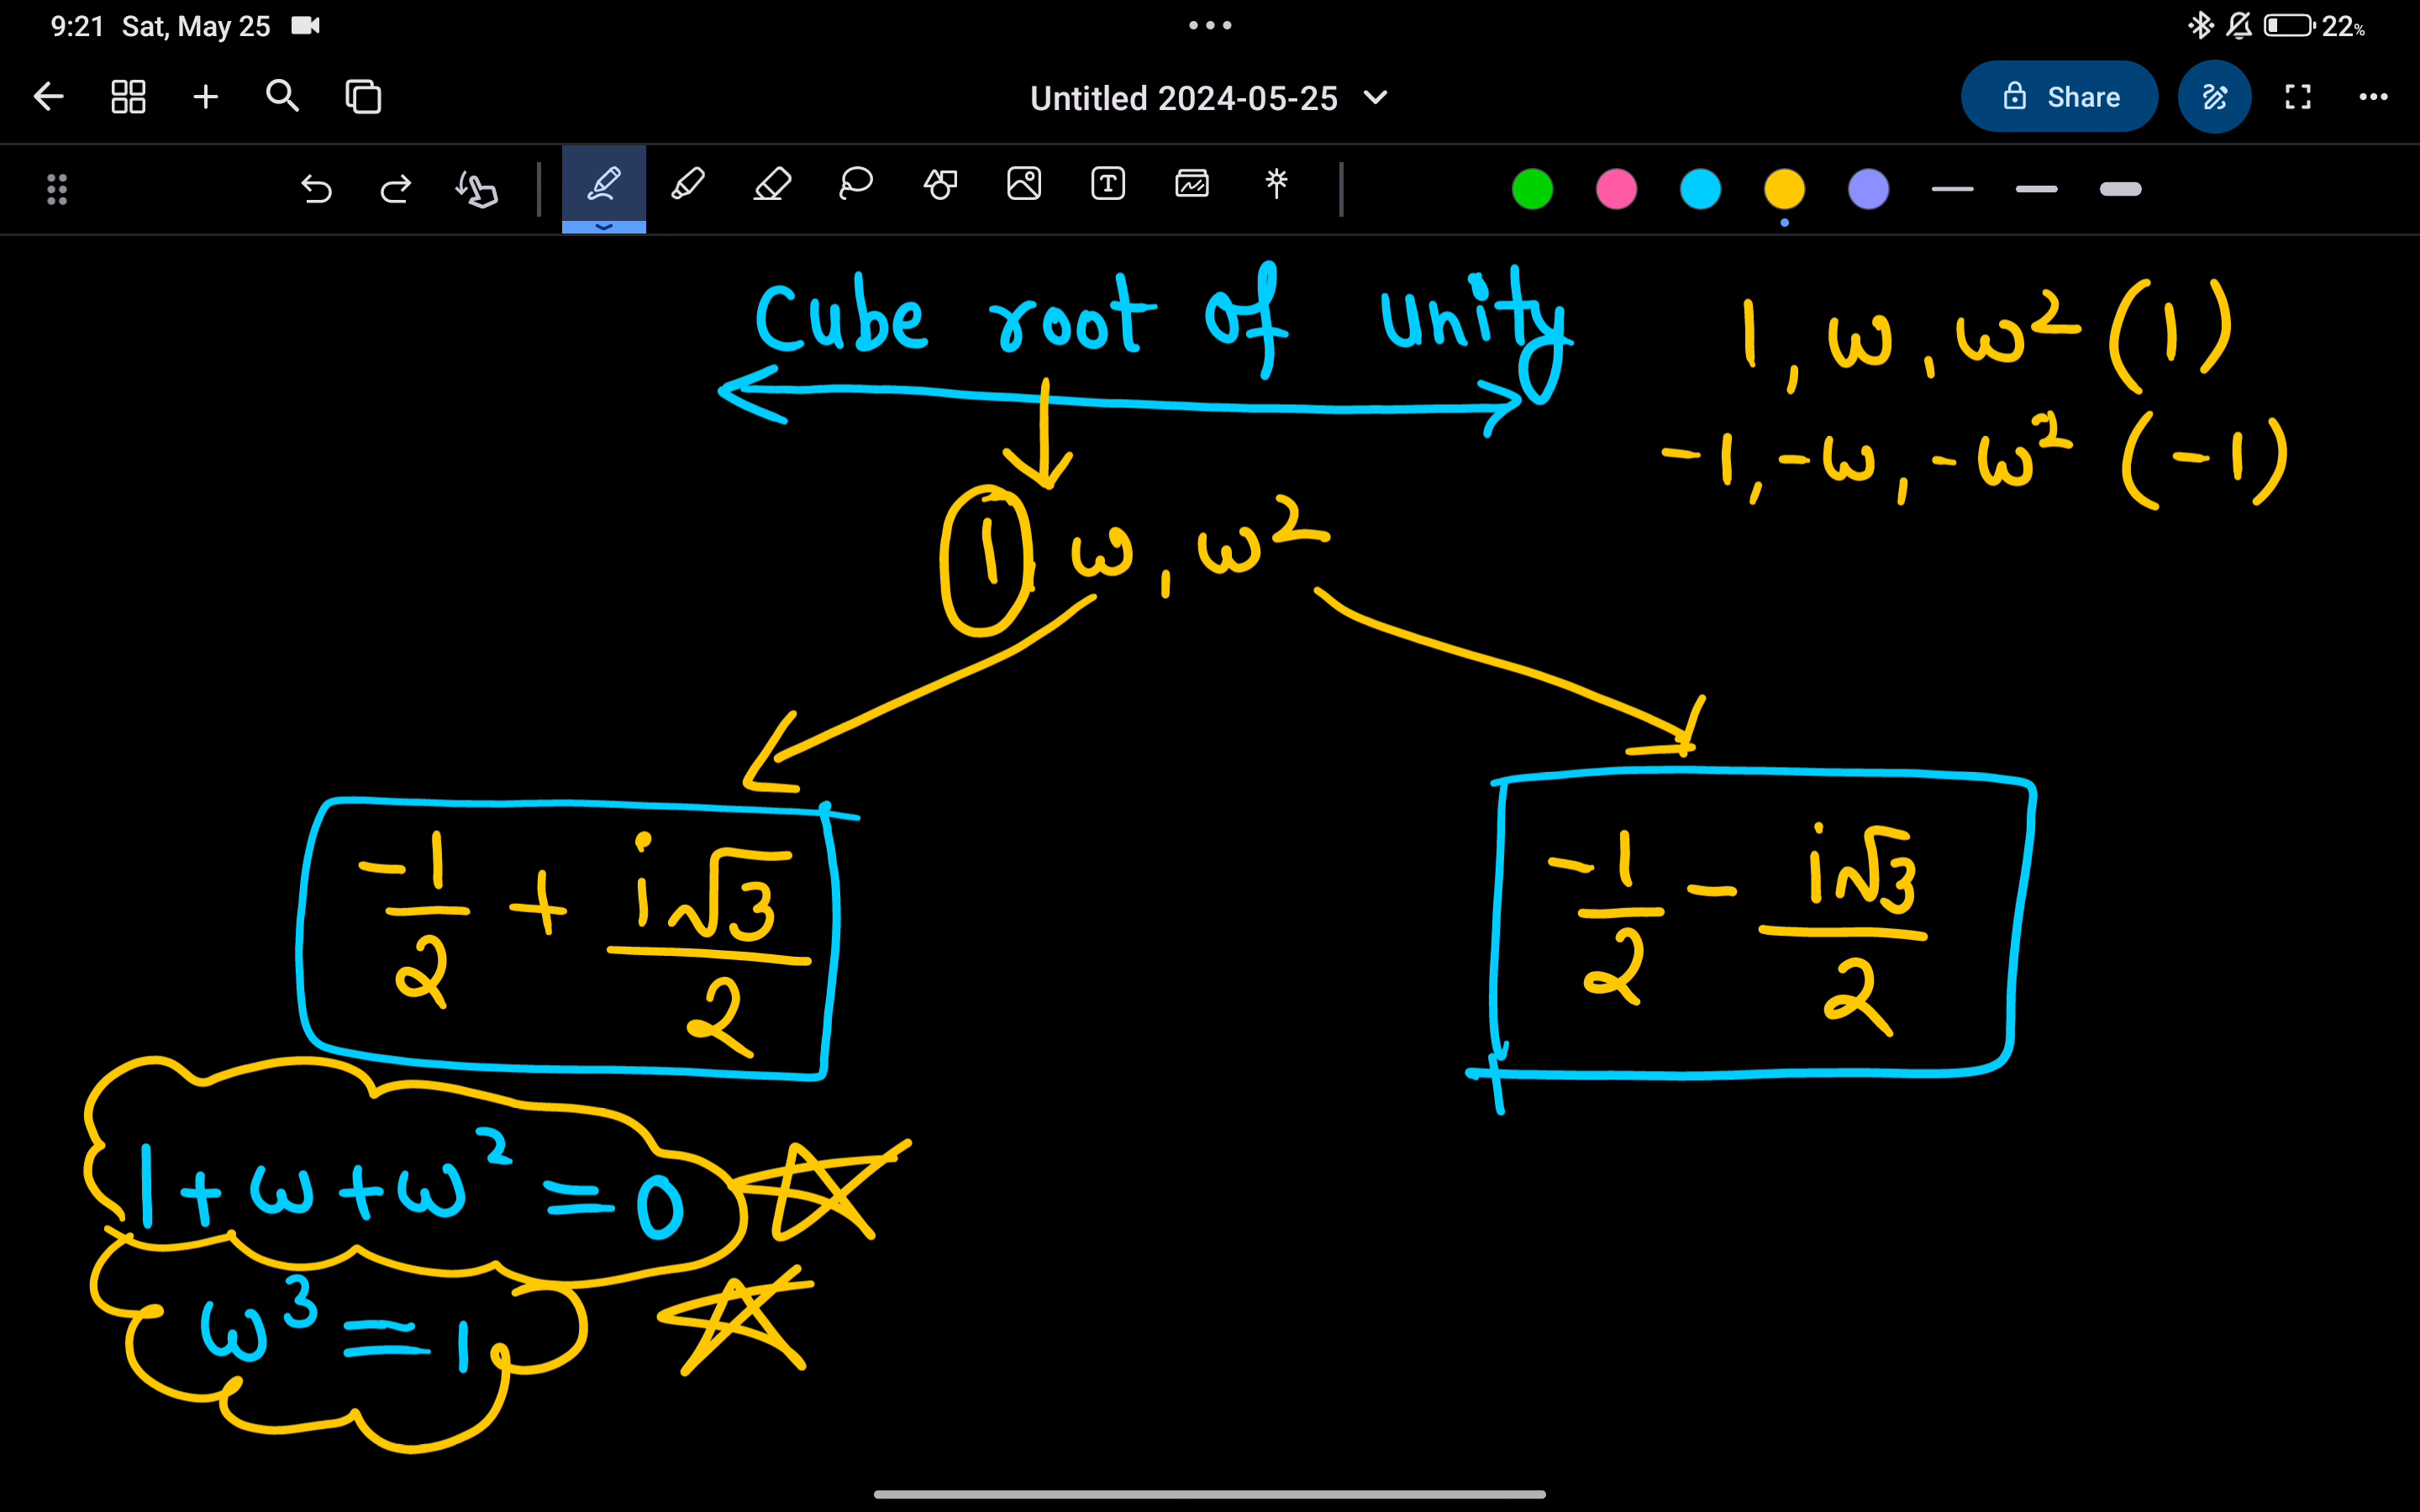 9:21 Sat, May 25
22%
Untitled 2024-05-25
Share
T
Cube root of Unity
1, ω, ω² (1)
-1, -ω, -ω² (-1)
1 ω, ω²
-1/2 + i√3/2
-1/2 - i√3/2
1 + ω + ω² = 0
ω³ = 1